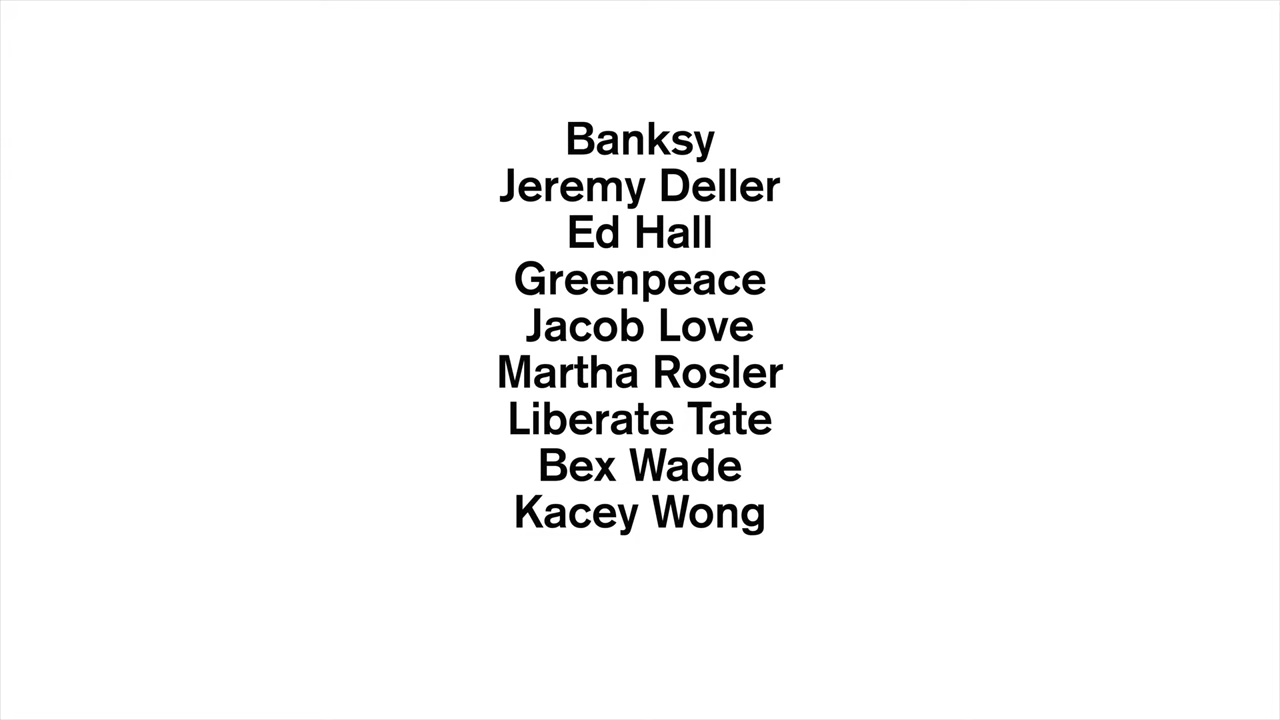 Banksy
Jeremy Deller
Ed Hall
Greenpeace
Jacob Love
Martha Rosler
Liberate Tate
Bex Wade
Kacey Wong